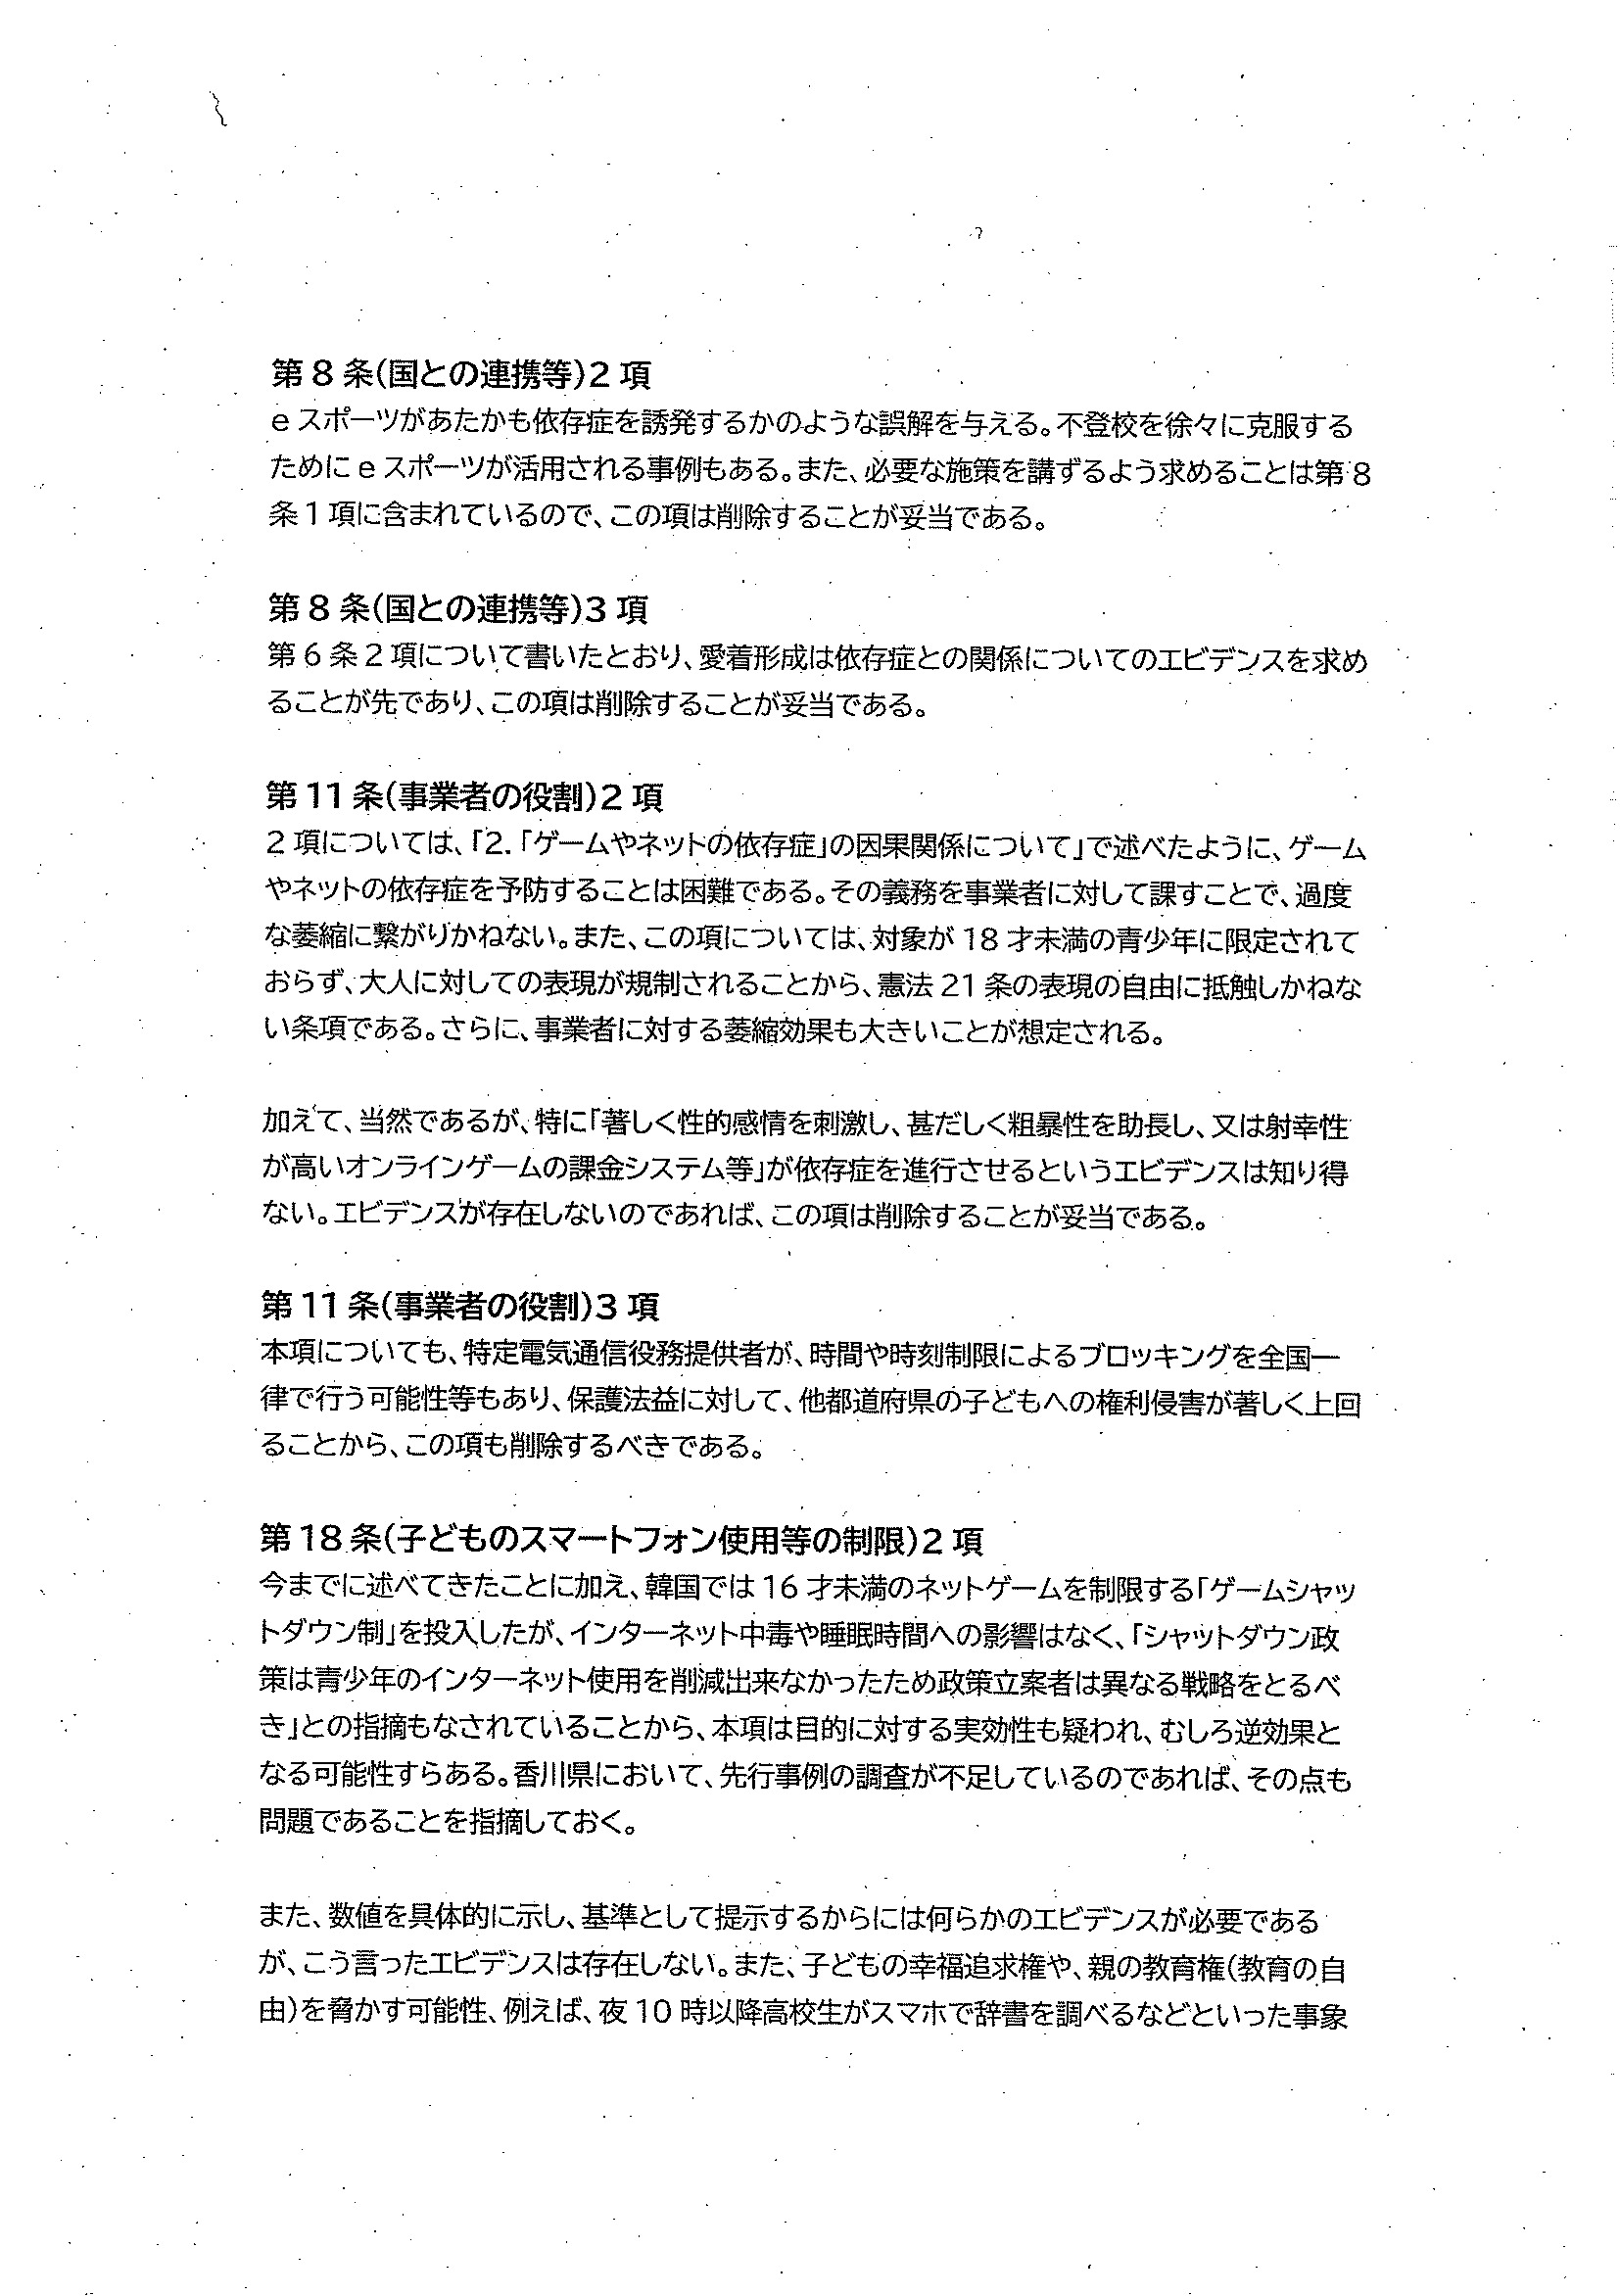 第8条(国との連携等)2項
eスポーツがあたかも依存症を誘発するかのような誤解を与える。不登校を徐々に克服する
ためにeスポーツが活用される事例もある。また、必要な施策を講ずるよう求めることは第8
条1項に含まれているので、この項は削除することが妥当である。
第8条(国との連携等)3項
第6条2項について書いたとおり、愛着形成は依存症との関係についてのエビデンスを求め
ることが先であり、この項は削除することが妥当である。
第11条(事業者の役割)2項
2項については、「2.「ゲームやネットの依存症」の因果関係について」で述べたように、ゲーム
やネットの依存症を予防することは困難である。その義務を事業者に対して課すことで、過度
な萎縮に繋がりかねない。また、この項については、対象が18才未満の青少年に限定されて
おらず、大人に対しての表現が規制されることから、憲法21条の表現の自由に抵触しかねな
い条項である。さらに、事業者に対する萎縮効果も大きいことが想定される。
加えて、当然であるが、特に「著しく性的感情を刺激し、甚だしく粗暴性を助長し、又は射幸性
が高いオンラインゲームの課金システム等」が依存症を進行させるというエビデンスは知り得
ない。エビデンスが存在しないのであれば、この項は削除することが妥当である。
第11条(事業者の役割)3項
本項についても、特定電気通信役務提供者が、時間や時刻制限によるブロッキングを全国一
律で行う可能性等もあり、保護法益に対して、他都道府県の子どもへの権利侵害が著しく上回
ることから、この項も削除するべきである。
第18条(子どものスマートフォン使用等の制限)2項
今までに述べてきたことに加え、韓国では16才未満のネットゲームを制限する「ゲームシャッ
トダウン制」を投入したが、インターネット中毒や睡眠時間への影響はなく、「シャットダウン政
策は青少年のインターネット使用を削減出来なかったため政策立案者は異なる戦略をとるべ
き」との指摘もなされていることから、本項は目的に対する実効性も疑われ、むしろ逆効果と
なる可能性すらある。香川県において、先行事例の調査が不足しているのであれば、その点も
問題であることを指摘しておく。
また、数値を具体的に示し、基準として提示するからには何らかのエビデンスが必要である
が、こう言ったエビデンスは存在しない。また、子どもの幸福追求権や、親の教育権(教育の自
由)を脅かす可能性、例えば、夜10時以降高校生がスマホで辞書を調べるなどといった事象